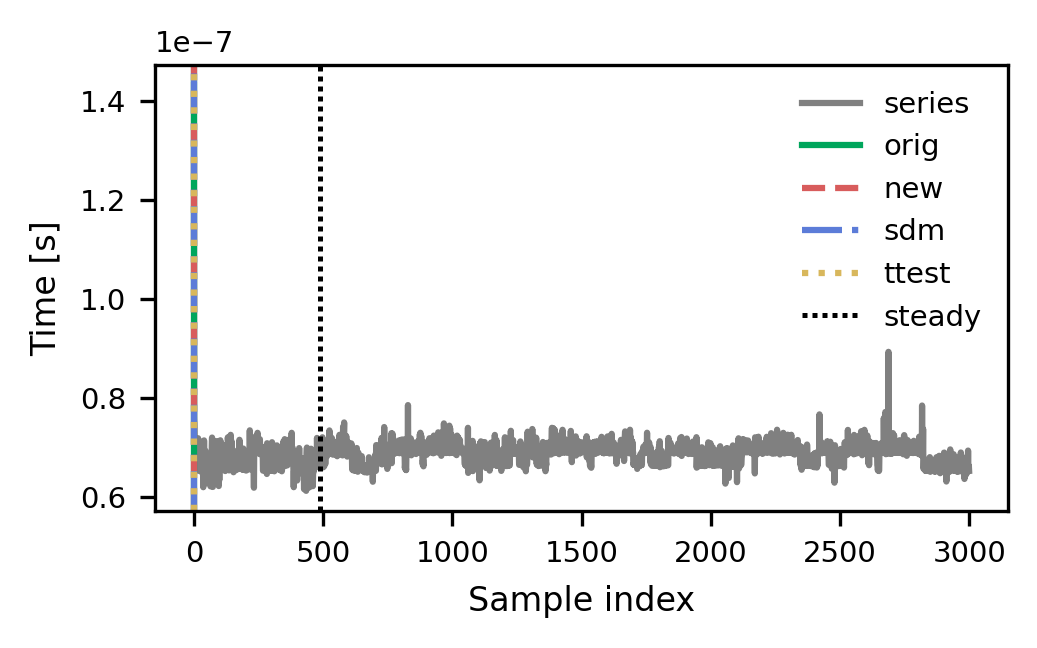 1e−7
1.4
1.2
1.0
0.8
0.6
Time [s]
series
orig
new
sdm
ttest
steady
0 500 1000 1500 2000 2500 3000
Sample index